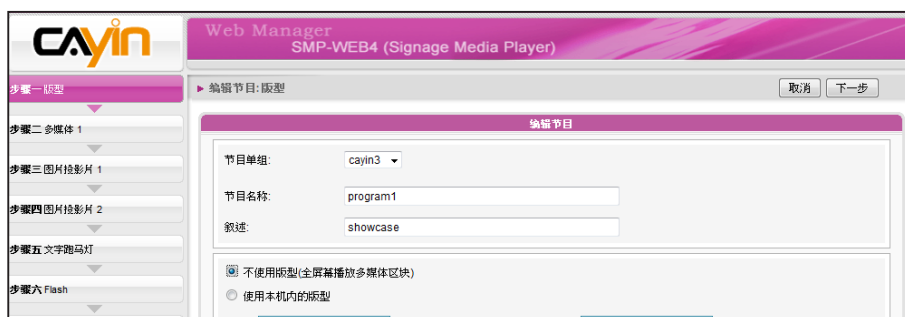 CAYIN
Web Manager
SMP-WEB4 (Signage Media Player)
步骤一 版型
编辑节目:版型
取消
下一步
步骤二 多媒体 1
步骤三 图片投影片 1
步骤四 图片投影片 2
步骤五 文字跑马灯
步骤六 Flash
编辑节目
节目单组:
cayin3
节目名称:
program1
叙述:
showcase
不使用版型(全屏幕播放多媒体区块)
使用本机内的版型